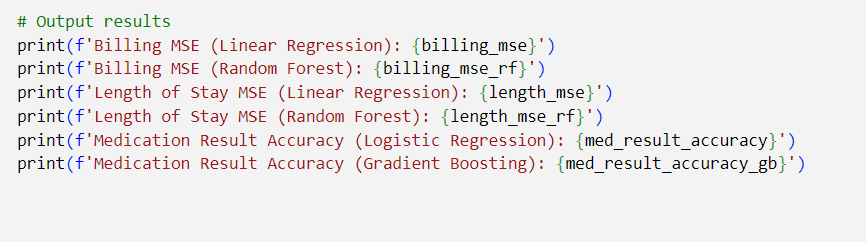 # Output results
print(f'Billing MSE (Linear Regression): {billing_mse}')
print(f'Billing MSE (Random Forest): {billing_mse_rf}')
print(f'Length of Stay MSE (Linear Regression): {length_mse}')
print(f'Length of Stay MSE (Random Forest): {length_mse_rf}')
print(f'Medication Result Accuracy (Logistic Regression): {med_result_accuracy}')
print(f'Medication Result Accuracy (Gradient Boosting): {med_result_accuracy_gb}')